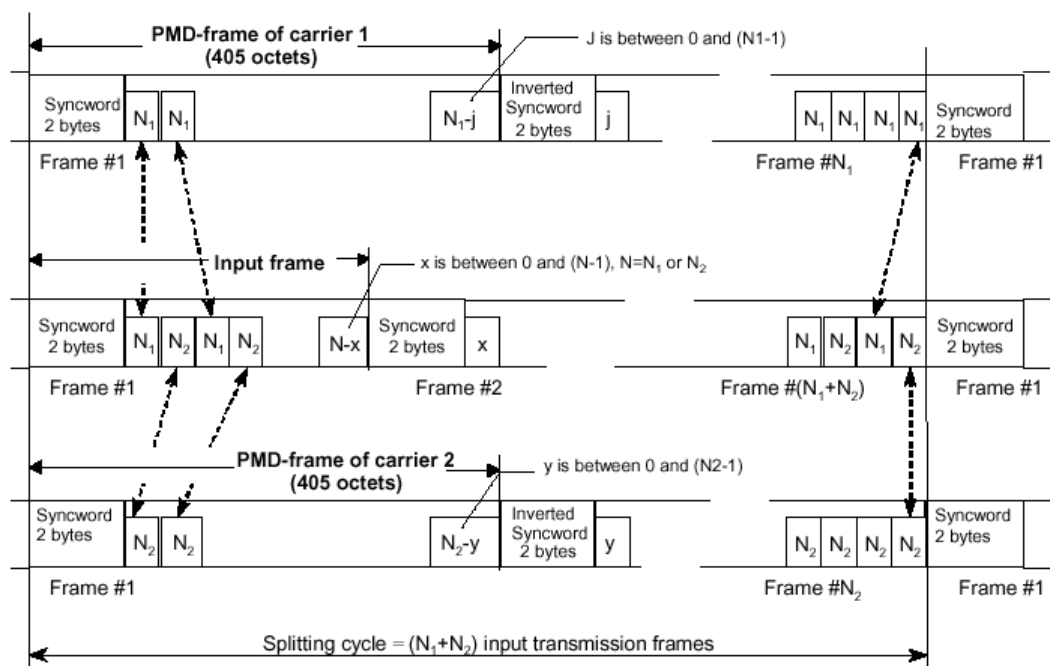 PMD-frame of carrier 1
(405 octets)
J is between 0 and (N1-1)
Syncword
2 bytes
N₁
N₁
N₁-j
Inverted
Syncword
2 bytes
j
N₁
N₁
N₁
N₁
Syncword
2 bytes
Frame #1
Frame #N₁
Frame #1
Input frame
x is between 0 and (N-1), N=N₁ or N₂
Syncword
2 bytes
N₁
N₂
N₁
N₂
N-x
Syncword
2 bytes
x
N₁
N₂
N₁
N₂
Syncword
2 bytes
Frame #1
Frame #2
Frame #(N₁+N₂)
Frame #1
PMD-frame of carrier 2
(405 octets)
y is between 0 and (N2-1)
Syncword
2 bytes
N₂
N₂
N₂-y
Inverted
Syncword
2 bytes
y
N₂
N₂
N₂
N₂
Syncword
2 bytes
Frame #1
Frame #N₂
Frame #1
Splitting cycle = (N₁+N₂) input transmission frames